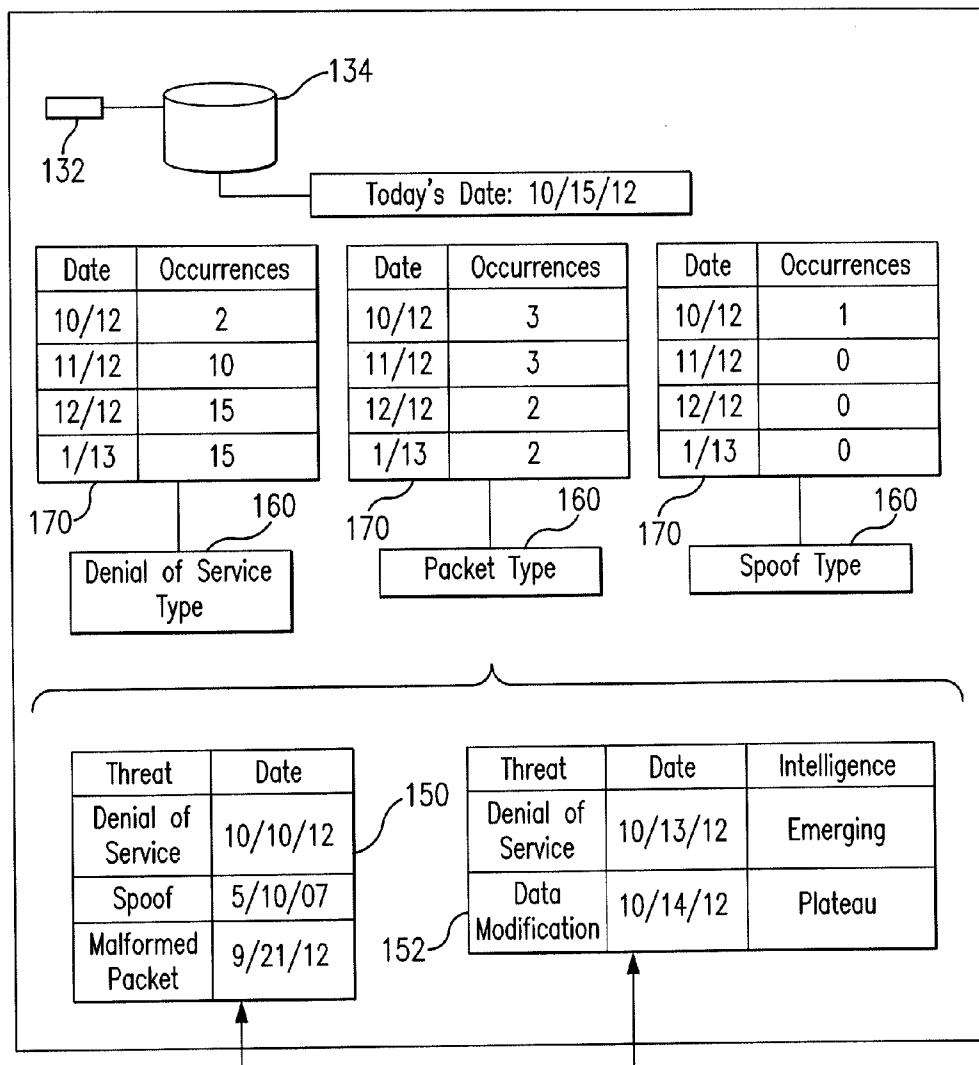 134
132
Today's Date: 10/15/12
Date Occurrences
10/12 2
11/12 10
12/12 15
1/13 15
170
160
Denial of Service
Type
Date Occurrences
10/12 3
11/12 3
12/12 2
1/13 2
170
160
Packet Type
Date Occurrences
10/12 1
11/12 0
12/12 0
1/13 0
170
160
Spoof Type
Threat Date
Denial of
Service 10/10/12
Spoof 5/10/07
Malformed
Packet 9/21/12
150
Threat Date Intelligence
Denial of
Service 10/13/12 Emerging
Data
Modification 10/14/12 Plateau
152